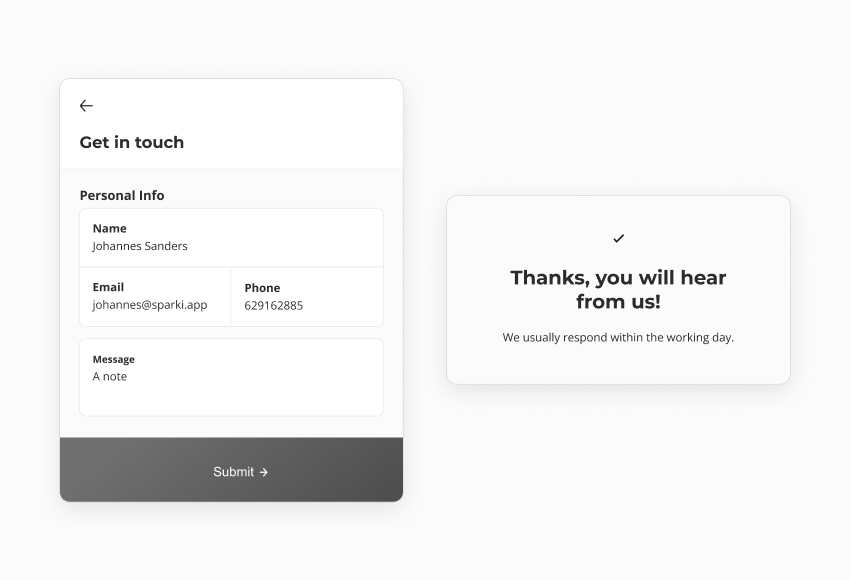 Get in touch
Personal Info
Name
Johannes Sanders
Email
johannes@sparki.app
Phone
629162885
Message
A note
Submit →
Thanks, you will hear
from us!
We usually respond within the working day.